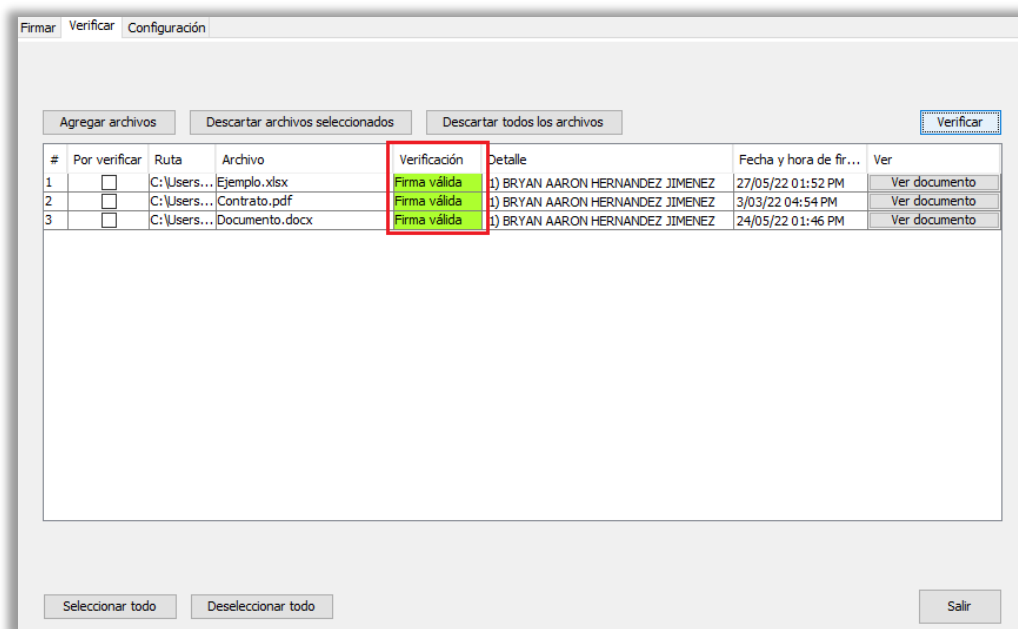 Firmar Verificar Configuración
Agregar archivos Descartar archivos seleccionados Descartar todos los archivos Verificar
# Por verificar Ruta Archivo Verificación Detalle Fecha y hora de fir... Ver
1 C:\Users... Ejemplo.xlsx Firma válida 1) BRYAN AARON HERNANDEZ JIMENEZ 27/05/22 01:52 PM Ver documento
2 C:\Users... Contrato.pdf Firma válida 1) BRYAN AARON HERNANDEZ JIMENEZ 3/03/22 04:54 PM Ver documento
3 C:\Users... Documento.docx Firma válida 1) BRYAN AARON HERNANDEZ JIMENEZ 24/05/22 01:46 PM Ver documento
Seleccionar todo Deseleccionar todo Salir